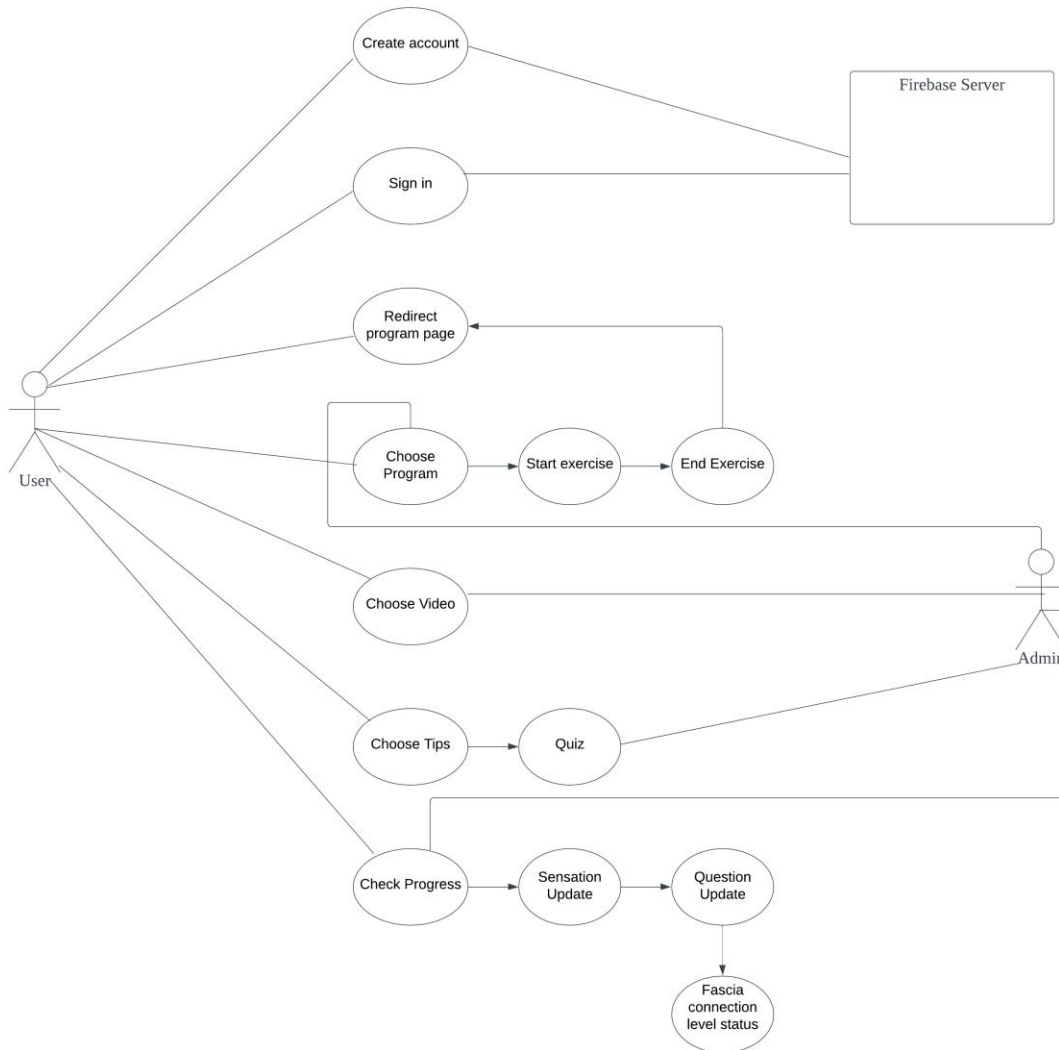 Create account
Firebase Server
Sign in
Redirect
program page
Choose
Program
Start exercise
End Exercise
User
Choose Video
Admin
Choose Tips
Quiz
Check Progress
Sensation
Update
Question
Update
Fascia
connection
level status